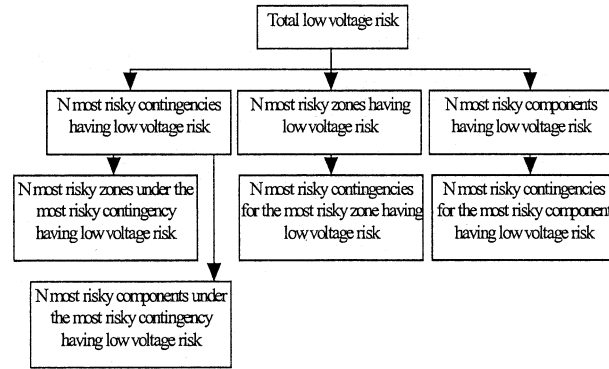 Total low voltage risk
N most risky contingencies
having low voltage risk
N most risky zones having
low voltage risk
N most risky components
having low voltage risk
N most risky zones under the
most risky contingency
having low voltage risk
N most risky contingencies
for the most risky zone having
low voltage risk
N most risky contingencies
for the most risky component
having low voltage risk
N most risky components under
the most risky contingency
having low voltage risk